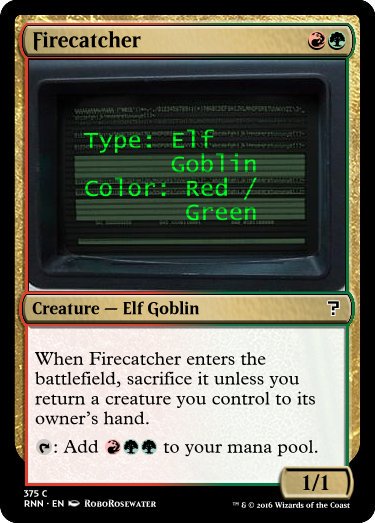 Firecatcher
Type: Elf
Goblin
Color: Red /
Green
Creature — Elf Goblin
When Firecatcher enters the
battlefield, sacrifice it unless you
return a creature you control to its
owner's hand.
: Add to your mana pool.
1/1
375 C
RNN • EN RoboRosewater
™ & © 2016 Wizards of the Coast